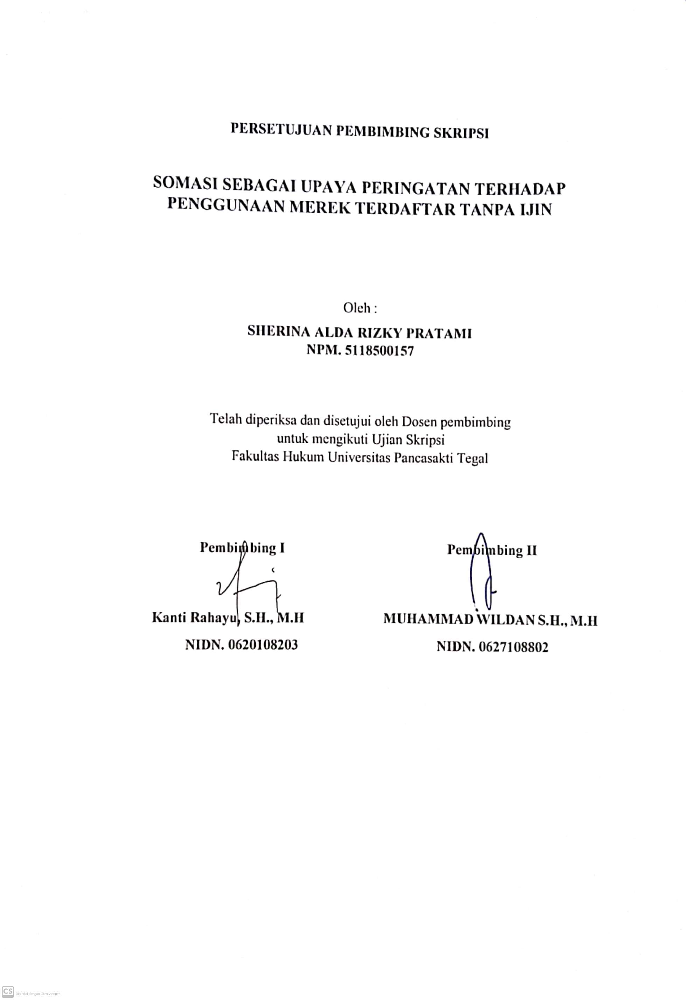 PERSETUJUAN PEMBIMBING SKRIPSI
SOMASI SEBAGAI UPAYA PERINGATAN TERHADAP
PENGGUNAAN MEREK TERDAFTAR TANPA IJIN
Oleh :
SHERINA ALDA RIZKY PRATAMI
NPM. 5118500157
Telah diperiksa dan disetujui oleh Dosen pembimbing
untuk mengikuti Ujian Skripsi
Fakultas Hukum Universitas Pancasakti Tegal
Pembimbing I
Kanti Rahayu, S.H., M.H
NIDN. 0620108203
Pembimbing II
MUHAMMAD WILDAN S.H., M.H
NIDN. 0627108802
CS Dipindai dengan CamScanner